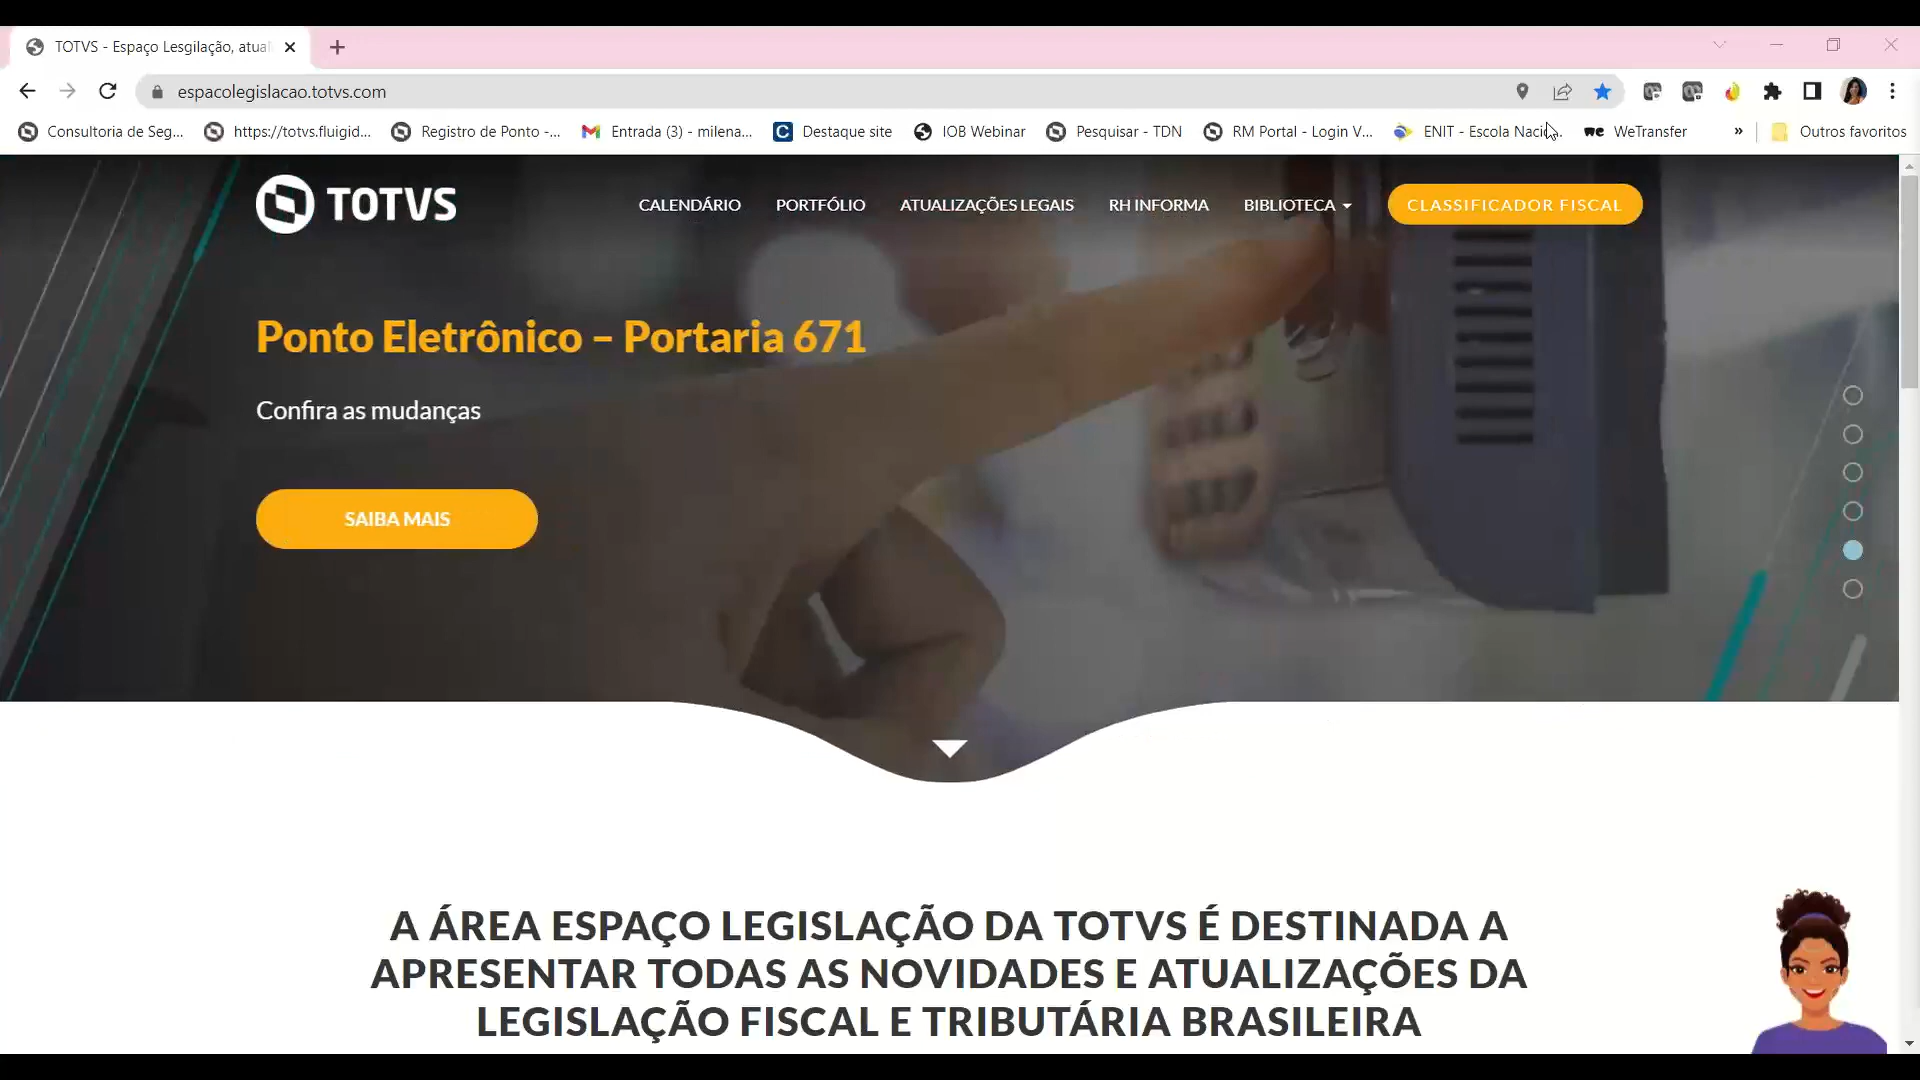 TOTVS - Espaço Lesgilação, atual
espacolegislacao.totvs.com
Consultoria de Seg... https://totvs.fluigid... Registro de Ponto -... Entrada (3) - milena... Destaque site IOB Webinar Pesquisar - TDN RM Portal - Login V... ENIT - Escola Nacio... WeTransfer » Outros favoritos
TOTVS CALENDÁRIO PORTFÓLIO ATUALIZAÇÕES LEGAIS RH INFORMA BIBLIOTECA CLASSIFICADOR FISCAL
Ponto Eletrônico – Portaria 671
Confira as mudanças
SAIBA MAIS
A ÁREA ESPAÇO LEGISLAÇÃO DA TOTVS É DESTINADA A
APRESENTAR TODAS AS NOVIDADES E ATUALIZAÇÕES DA
LEGISLAÇÃO FISCAL E TRIBUTÁRIA BRASILEIRA